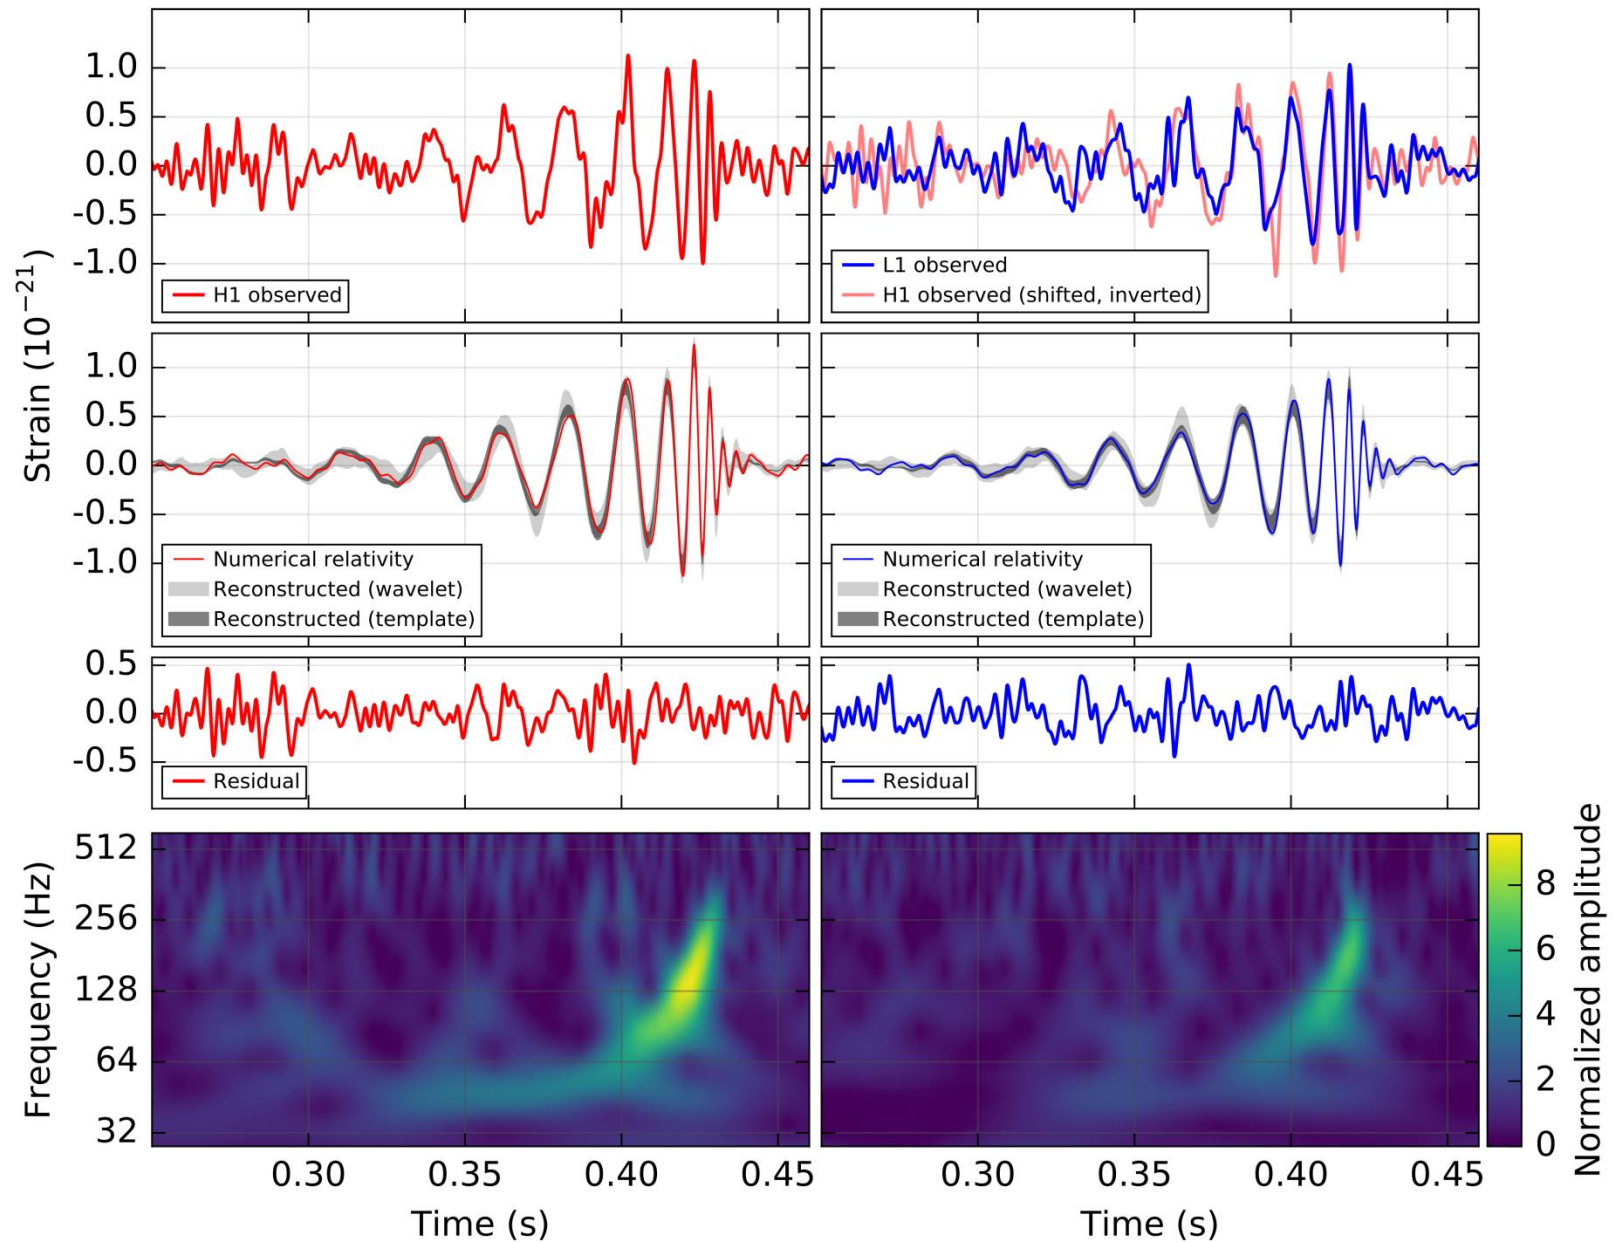 Strain (10⁻²¹)
1.0
0.5
0.0
-0.5
-1.0
H1 observed
L1 observed
H1 observed (shifted, inverted)
1.0
0.5
0.0
-0.5
-1.0
Numerical relativity
Reconstructed (wavelet)
Reconstructed (template)
Numerical relativity
Reconstructed (wavelet)
Reconstructed (template)
0.5
0.0
-0.5
Residual
Residual
Frequency (Hz)
512
256
128
64
32
Normalized amplitude
8
6
4
2
0
0.30 0.35 0.40 0.45
0.30 0.35 0.40 0.45
Time (s)
Time (s)